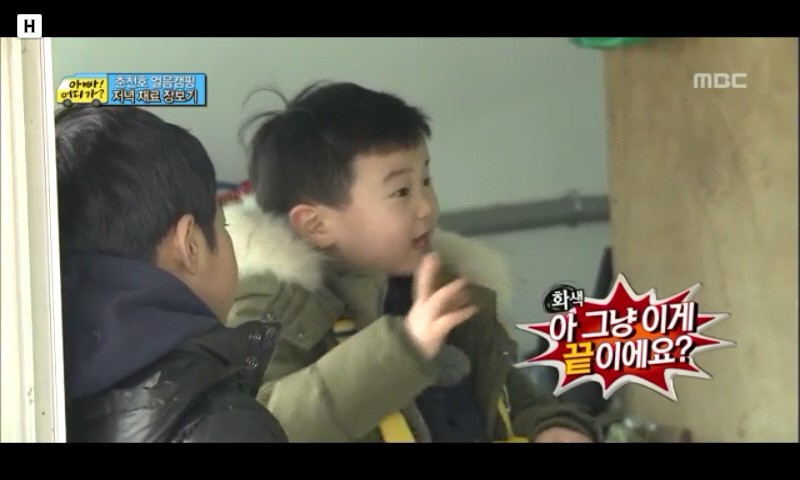 H
아빠!
어디가?
춘천호 얼음캠핑
저녁 재료 장보기
MBC
화색
아 그냥 이게
끝이에요?